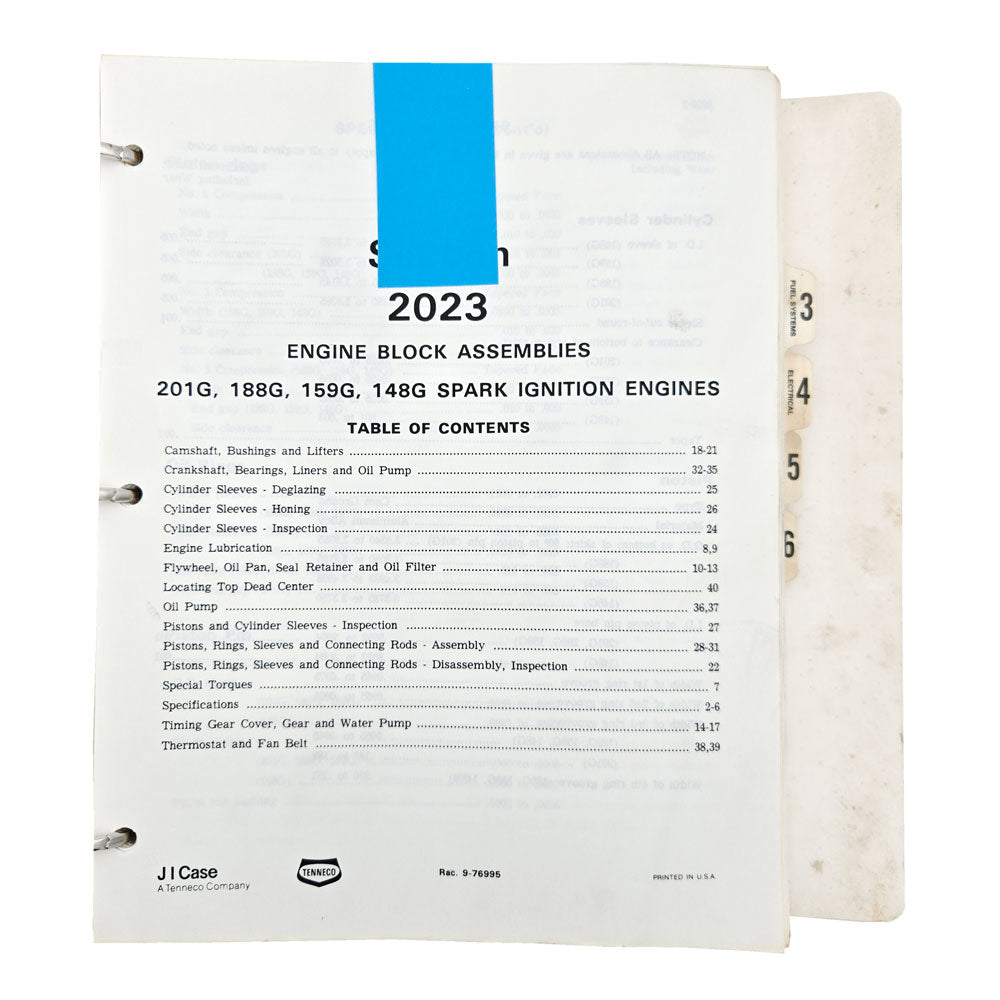 2023
ENGINE BLOCK ASSEMBLIES
201G, 188G, 159G, 148G SPARK IGNITION ENGINES
TABLE OF CONTENTS
Camshaft, Bushings and Lifters 18-21
Crankshaft, Bearings, Liners and Oil Pump 32-35
Cylinder Sleeves - Deglazing 25
Cylinder Sleeves - Honing 26
Cylinder Sleeves - Inspection 24
Engine Lubrication 8,9
Flywheel, Oil Pan, Seal Retainer and Oil Filter 10-13
Locating Top Dead Center 40
Oil Pump 36,37
Pistons and Cylinder Sleeves - Inspection 27
Pistons, Rings, Sleeves and Connecting Rods - Assembly 28-31
Pistons, Rings, Sleeves and Connecting Rods - Disassembly, Inspection 22
Special Torques 7
Specifications 2-6
Timing Gear Cover, Gear and Water Pump 14-17
Thermostat and Fan Belt 38,39
J I Case
A Tenneco Company
TENNECO
Rac. 9-76995
PRINTED IN U.S.A.
3
FUEL SYSTEMS
4
ELECTRICAL
5
6